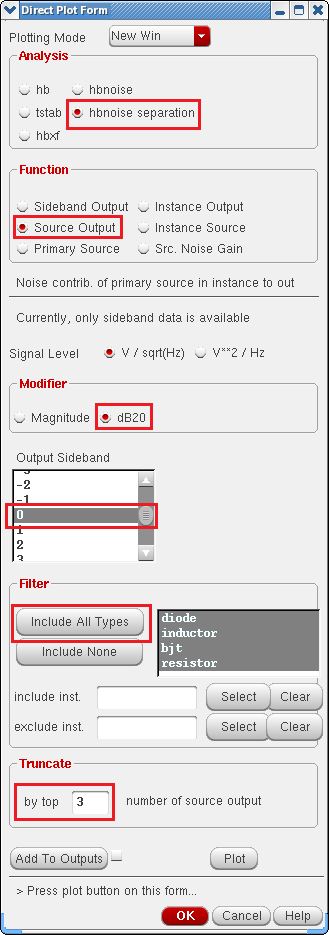 Direct Plot Form
Plotting Mode New Win
Analysis
hb hbnoise
tstab hbnoise separation
hbxf
Function
Sideband Output Instance Output
Source Output Instance Source
Primary Source Src. Noise Gain
Noise contrib. of primary source in instance to out
Currently, only sideband data is available
Signal Level V / sqrt(Hz) V**2 / Hz
Modifier
Magnitude dB20
Output Sideband
-2
-1
0
1
2
3
Filter
Include All Types
Include None
diode
inductor
bjt
resistor
include inst. Select Clear
exclude inst. Select Clear
Truncate
by top 3 number of source output
Add To Outputs Plot
> Press plot button on this form...
OK Cancel Help